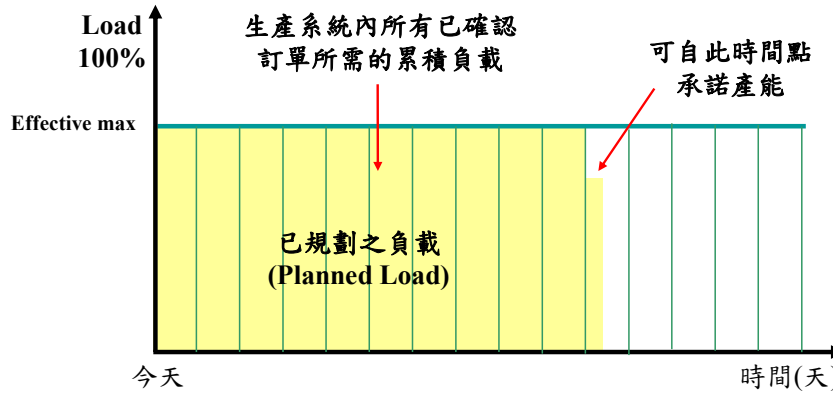 Load
100%
生產系統內所有已確認
訂單所需的累積負載
可自此時間點
承諾產能
Effective max
已規劃之負載
(Planned Load)
今天
時間(天)